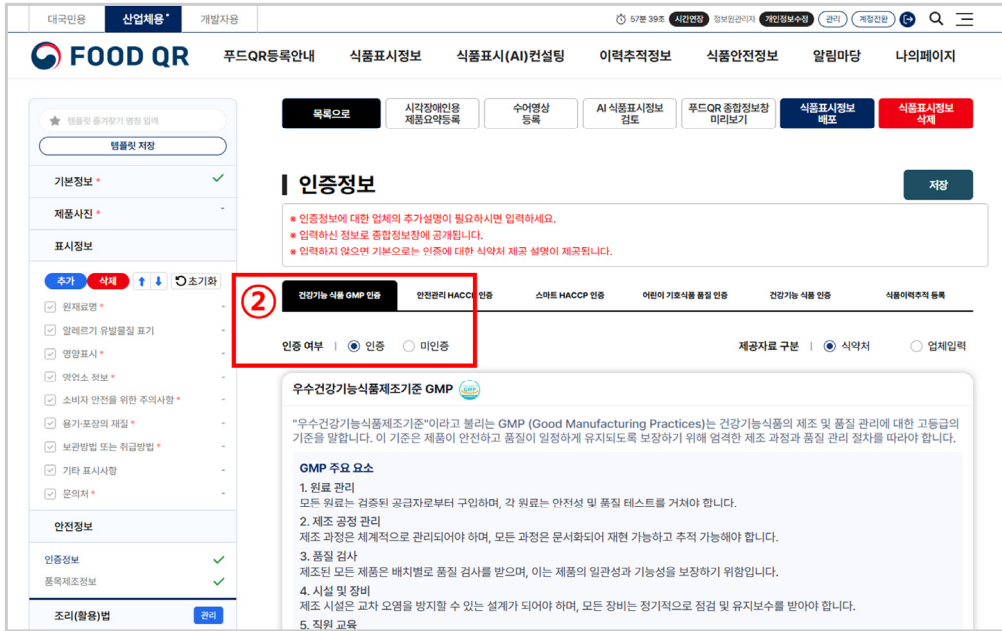 대국민용 산업체용 개발자용
57분 39초 시간연장 정보원관리자 개인정보수정 관리 계정전환
FOOD QR 푸드QR등록안내 식품표시정보 식품표시(AI)컨설팅 이력추적정보 식품안전정보 알림마당 나의페이지
템플릿 즐겨찾기 명칭 입력
템플릿 저장
기본정보 *
제품사진 * -
표시정보
추가 삭제 초기화
원재료명 * -
알레르기 유발물질 표기 -
영양표시 * -
영업소 정보 * -
소비자 안전을 위한 주의사항 * -
용기·포장의 재질 * -
보관방법 또는 취급방법 * -
기타 표시사항 -
문의처 * -
안전정보
인증정보
품목제조정보
조리(활용)법 관리
목록으로
시각장애인용
제품요약등록
수어영상
등록
AI 식품표시정보
검토
푸드QR 종합정보창
미리보기
식품표시정보
배포
식품표시정보
삭제
인증정보 저장
※ 인증정보에 대한 업체의 추가설명이 필요하시면 입력하세요.
※ 입력하신 정보로 종합정보창에 공개됩니다.
※ 입력하지 않으면 기본으로는 인증에 대한 식약처 제공 설명이 제공됩니다.
②
건강기능 식품 GMP 인증 안전관리 HACCP 인증 스마트 HACCP 인증 어린이 기호식품 품질 인증 건강기능 식품 인증 식품이력추적 등록
인증 여부 | 인증 미인증 제공자료 구분 | 식약처 업체입력
우수건강기능식품제조기준 GMP GMP
"우수건강기능식품제조기준"이라고 불리는 GMP (Good Manufacturing Practices)는 건강기능식품의 제조 및 품질 관리에 대한 고등급의
기준을 말합니다. 이 기준은 제품이 안전하고 품질이 일정하게 유지되도록 보장하기 위해 엄격한 제조 과정과 품질 관리 절차를 따라야 합니다.
GMP 주요 요소
1. 원료 관리
모든 원료는 검증된 공급자로부터 구입하며, 각 원료는 안전성 및 품질 테스트를 거쳐야 합니다.
2. 제조 공정 관리
제조 과정은 체계적으로 관리되어야 하며, 모든 과정은 문서화되어 재현 가능하고 추적 가능해야 합니다.
3. 품질 검사
제조된 모든 제품은 배치별로 품질 검사를 받으며, 이는 제품의 일관성과 기능성을 보장하기 위함입니다.
4. 시설 및 장비
제조 시설은 교차 오염을 방지할 수 있는 설계가 되어야 하며, 모든 장비는 정기적으로 점검 및 유지보수를 받아야 합니다.
5. 직원 교육